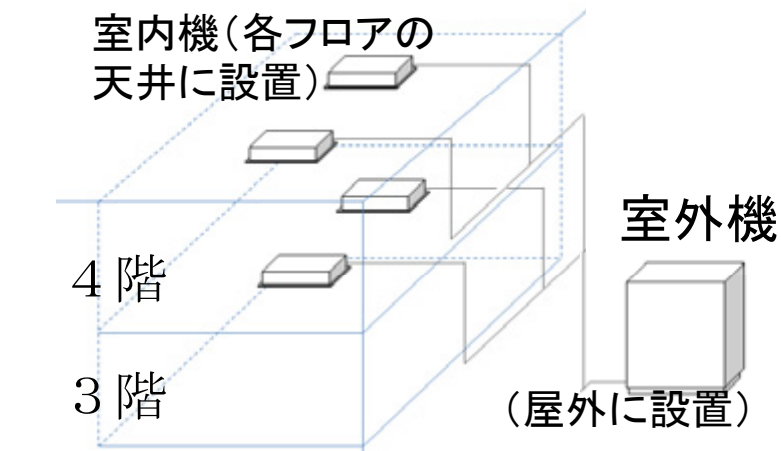 室内機（各フロアの
天井に設置）
室外機
４階
３階
（屋外に設置）